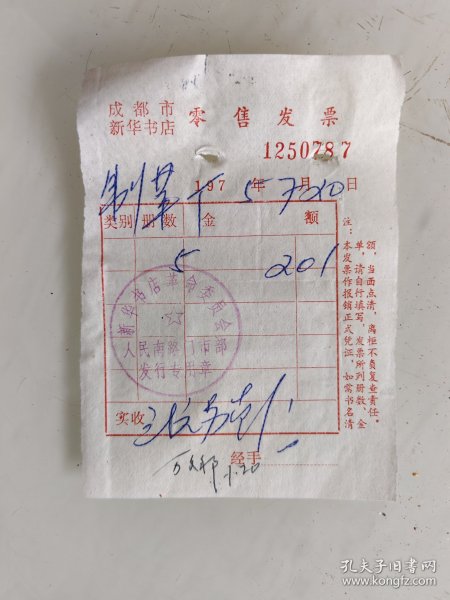 成都市
新华书店
零售发票
1250787
197 年 月 日
类别 册数 金 额
5 201
新华书店革命委员会
人民南路门市部
发行专用章
实收
经手
注：本发票作报销正式凭证，如需书名清
单，请自行填写，发票所列册数、金
额，当面点清，离柜不负复查责任。
孔夫子旧书网
www.kongfz.com